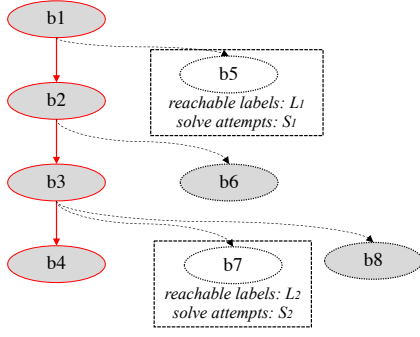 b1
b5
reachable labels: L1
solve attempts: S1
b2
b3
b6
b4
b7
b8
reachable labels: L2
solve attempts: S2